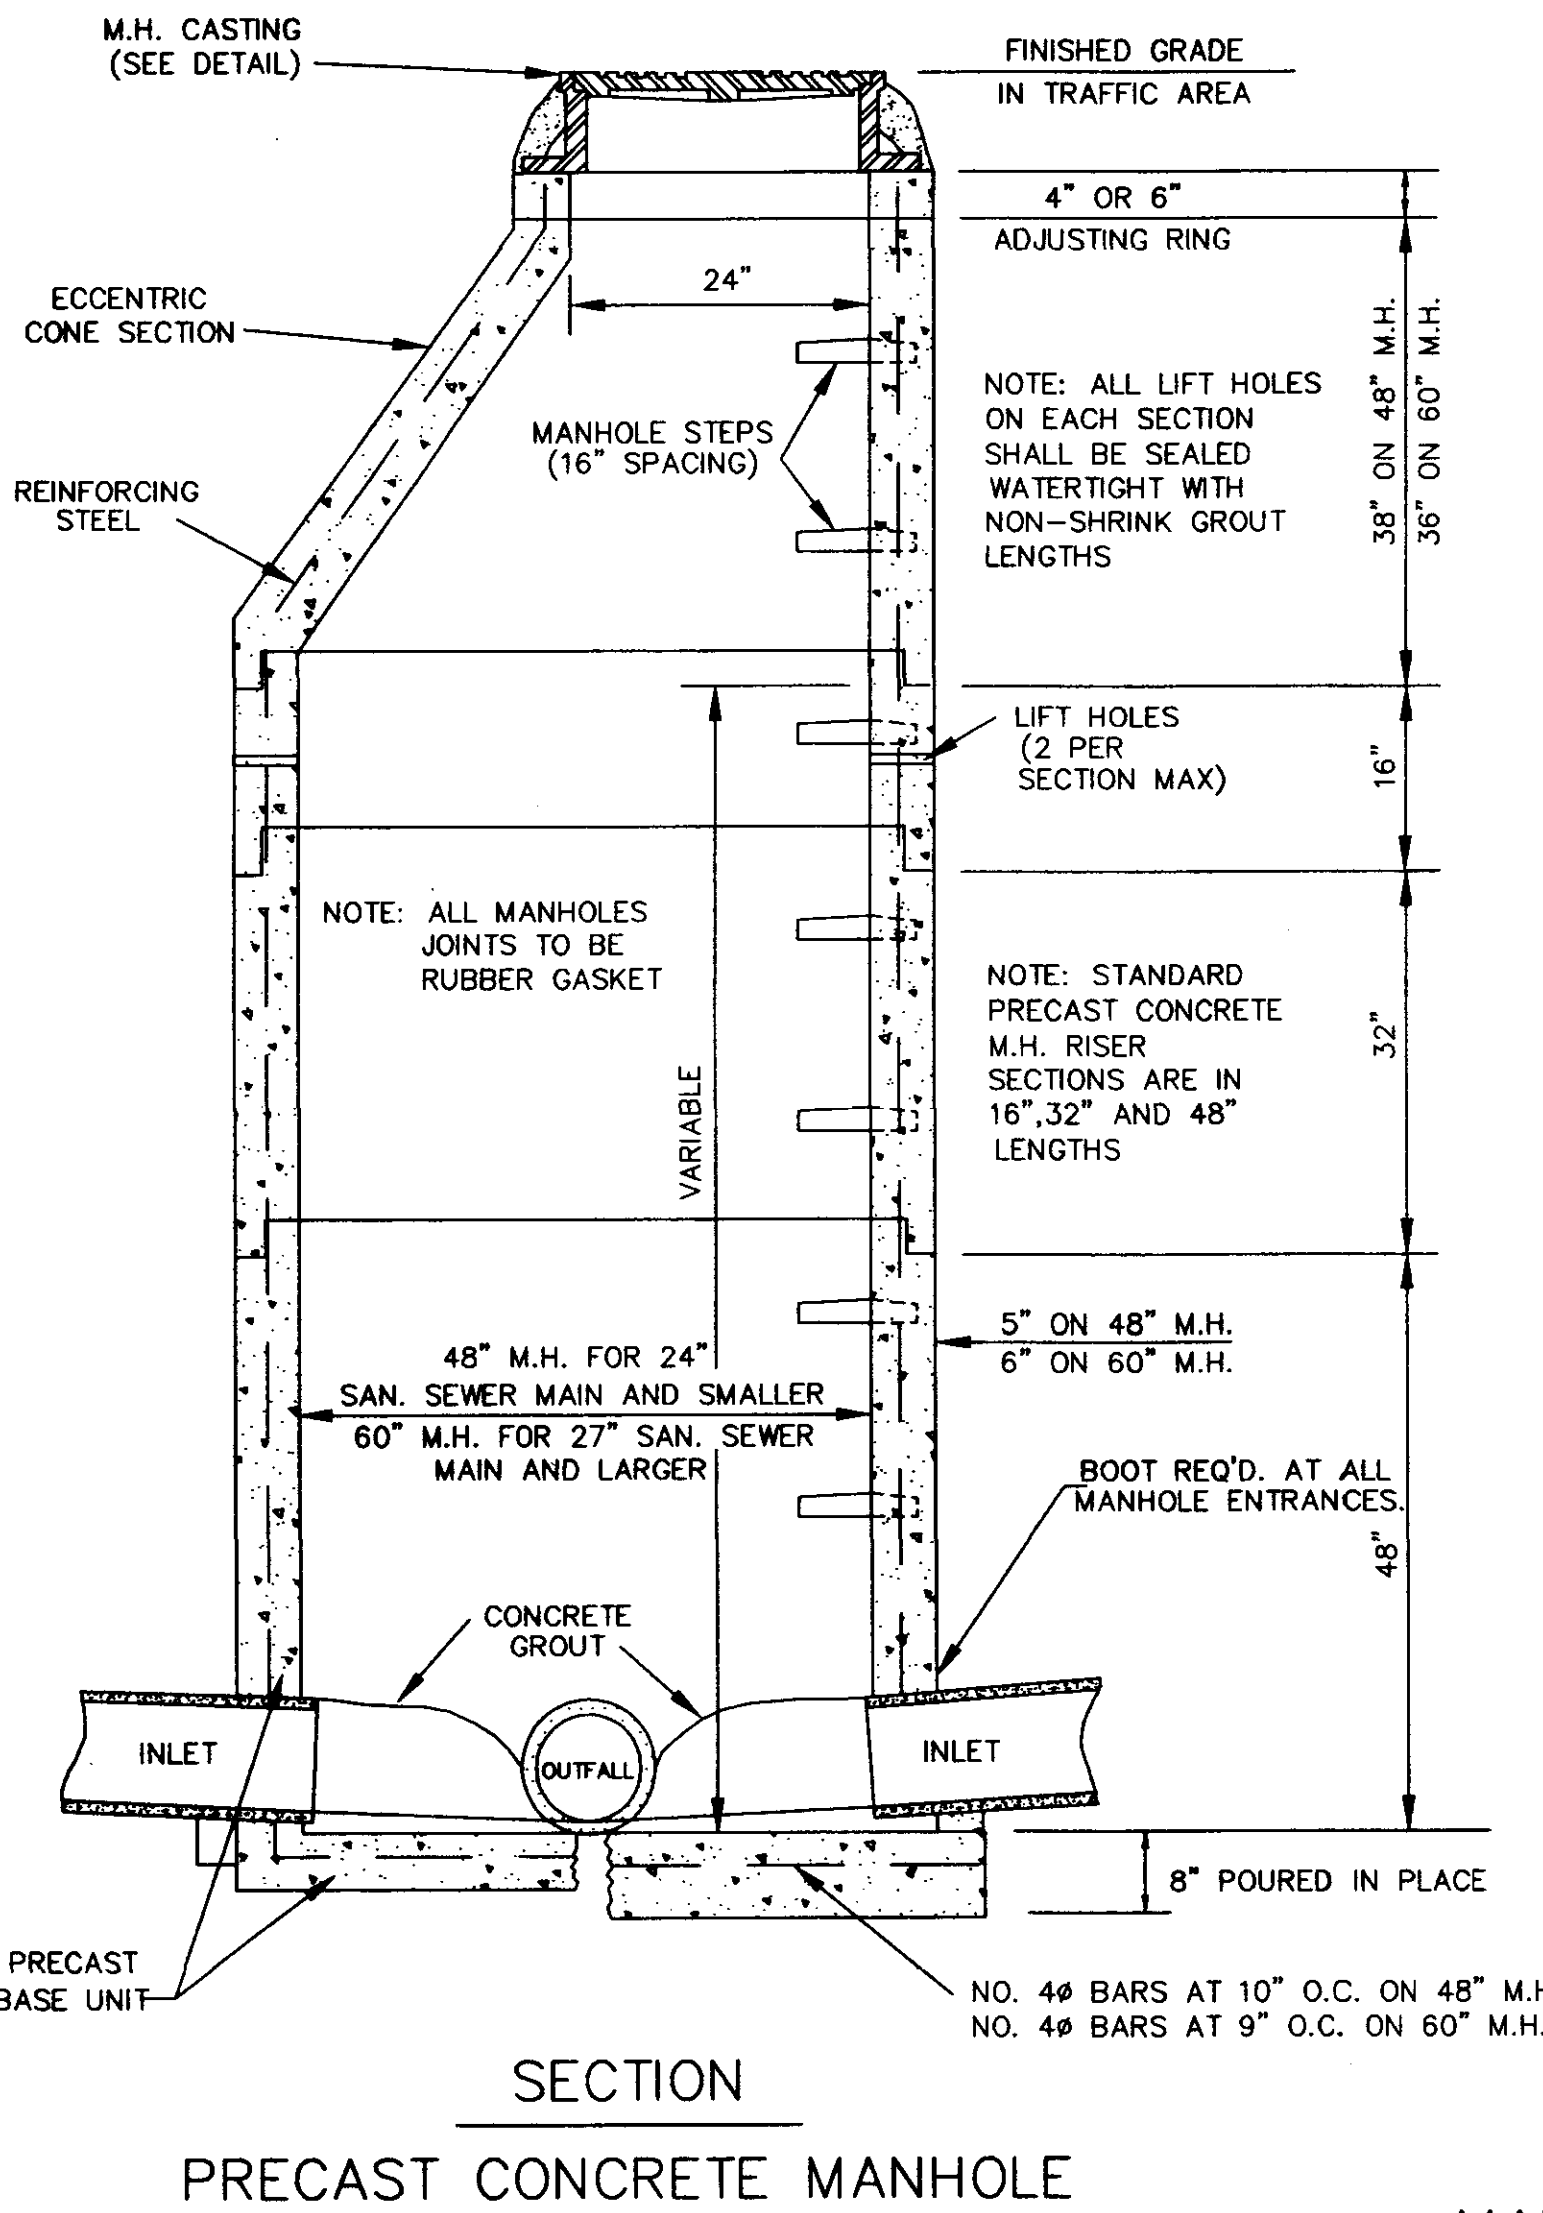 M.H. CASTING
(SEE DETAIL)
FINISHED GRADE
IN TRAFFIC AREA
4" OR 6"
ADJUSTING RING
24"
ECCENTRIC
CONE SECTION
38" ON 48" M.H.
36" ON 60" M.H.
NOTE: ALL LIFT HOLES
ON EACH SECTION
SHALL BE SEALED
WATERTIGHT WITH
NON-SHRINK GROUT
LENGTHS
MANHOLE STEPS
(16" SPACING)
REINFORCING
STEEL
LIFT HOLES
(2 PER
SECTION MAX)
16"
NOTE: ALL MANHOLES
JOINTS TO BE
RUBBER GASKET
NOTE: STANDARD
PRECAST CONCRETE
M.H. RISER
SECTIONS ARE IN
16",32" AND 48"
LENGTHS
32"
VARIABLE
5" ON 48" M.H.
6" ON 60" M.H.
48" M.H. FOR 24"
SAN. SEWER MAIN AND SMALLER
60" M.H. FOR 27" SAN. SEWER
MAIN AND LARGER
BOOT REQ'D. AT ALL
MANHOLE ENTRANCES.
48"
CONCRETE
GROUT
INLET
OUTFALL
INLET
8" POURED IN PLACE
PRECAST
BASE UNIT
NO. 4ø BARS AT 10" O.C. ON 48" M.H
NO. 4ø BARS AT 9" O.C. ON 60" M.H.
SECTION
PRECAST CONCRETE MANHOLE